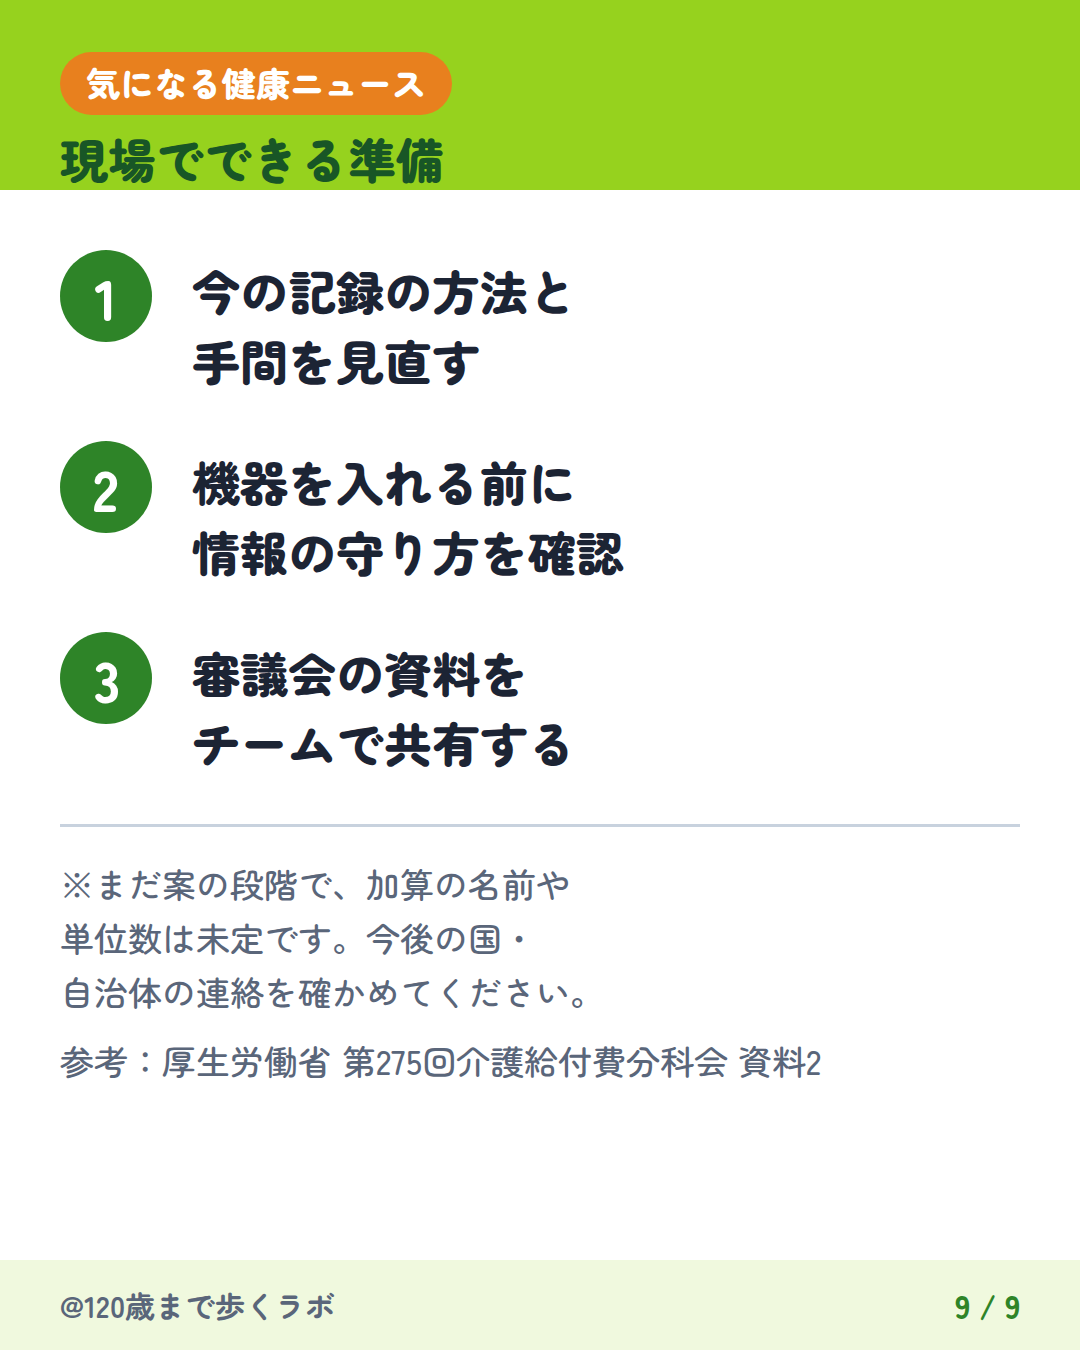 気になる健康ニュース
現場でできる準備
1
今の記録の方法と
手間を見直す
2
機器を入れる前に
情報の守り方を確認
3
審議会の資料を
チームで共有する
※まだ案の段階で、加算の名前や
単位数は未定です。今後の国・
自治体の連絡を確かめてください。
参考：厚生労働省 第275回介護給付費分科会 資料2
@120歳まで歩くラボ
9 / 9